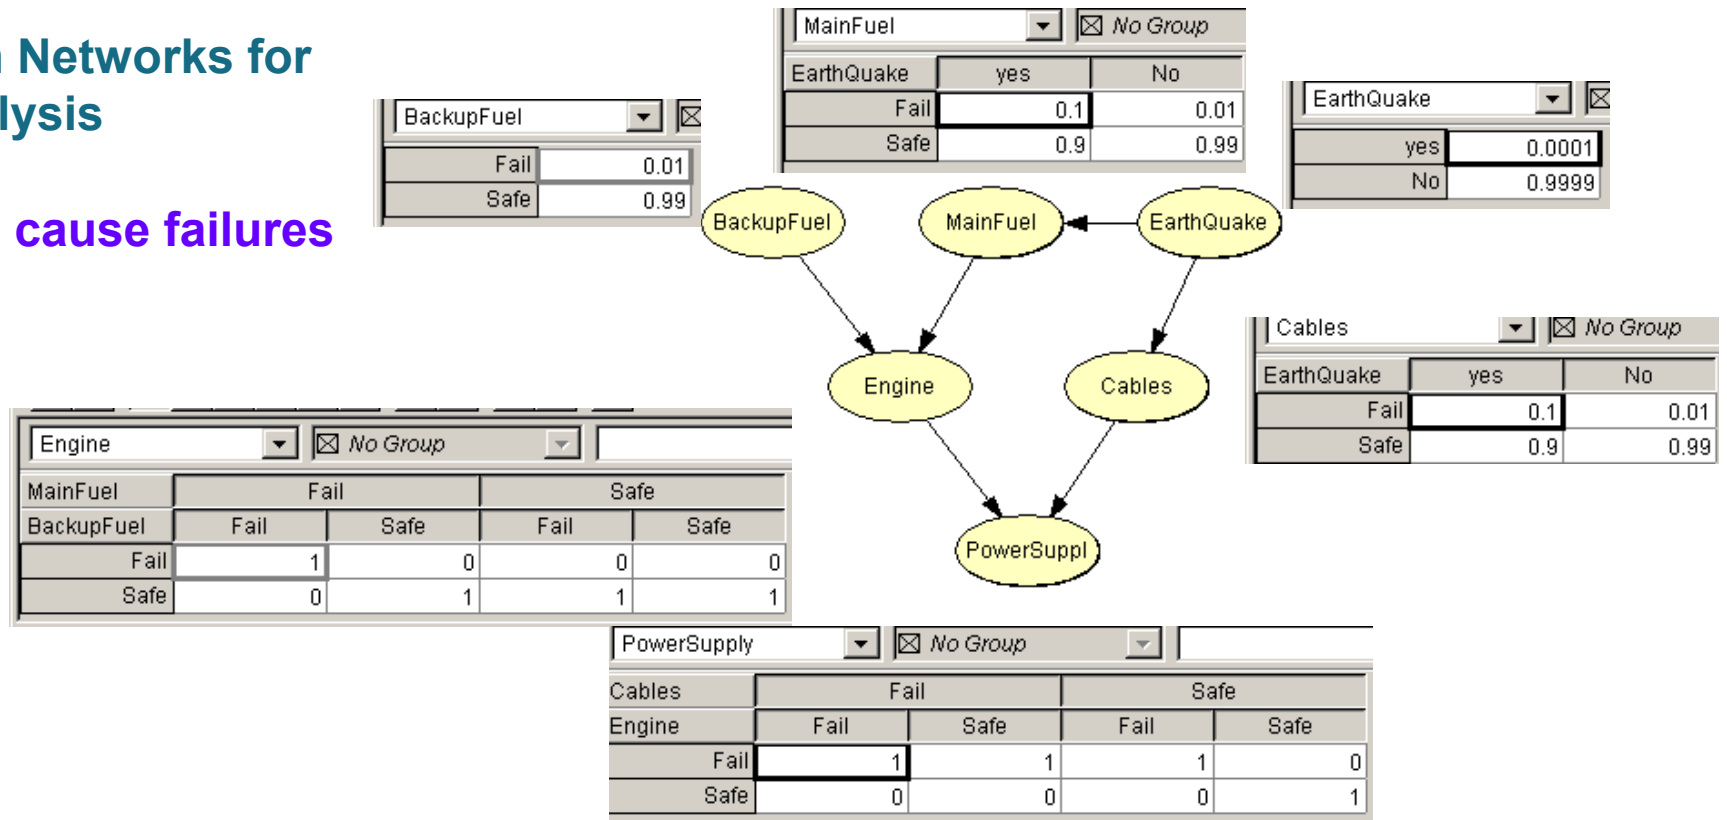 Networks for
lysis
cause failures
MainFuel No Group
EarthQuake yes No
Fail 0.1 0.01
Safe 0.9 0.99
BackupFuel
Fail 0.01
Safe 0.99
EarthQuake
yes 0.0001
No 0.9999
BackupFuel
MainFuel
EarthQuake
Engine
Cables
PowerSuppl
Cables No Group
EarthQuake yes No
Fail 0.1 0.01
Safe 0.9 0.99
Engine No Group
MainFuel Fail Safe
BackupFuel Fail Safe Fail Safe
Fail 1 0 0 0
Safe 0 1 1 1
PowerSupply No Group
Cables Fail Safe
Engine Fail Safe Fail Safe
Fail 1 1 1 0
Safe 0 0 0 1